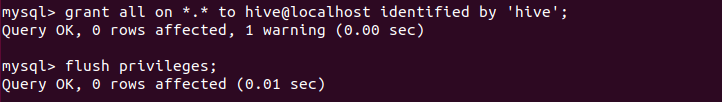 mysql> grant all on *.* to hive@localhost identified by 'hive';
Query OK, 0 rows affected, 1 warning (0.00 sec)
mysql> flush privileges;
Query OK, 0 rows affected (0.01 sec)